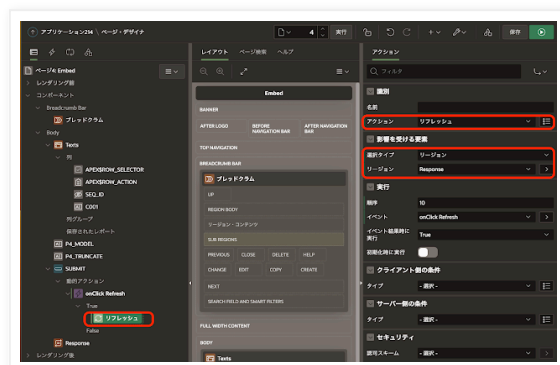 アプリケーション214 \ ページ・デザイナ
4
実行
保存
ページ4: Embed
レンダリング前
コンポーネント
Breadcrumb Bar
ブレッドクラム
Body
Texts
列
APEX$ROW_SELECTOR
APEX$ROW_ACTION
SEQ_ID
C001
列グループ
保存されたレポート
P4_MODEL
P4_TRUNCATE
SUBMIT
動的アクション
onClick Refresh
True
リフレッシュ
False
Response
レンダリング後
レイアウト ページ検索 ヘルプ
Embed
BANNER
AFTER LOGO
BEFORE NAVIGATION BAR
AFTER NAVIGATION BAR
TOP NAVIGATION
BREADCRUMB BAR
ブレッドクラム
UP
REGION BODY
リージョン・コンテンツ
SUB REGIONS
PREVIOUS CLOSE DELETE HELP
CHANGE EDIT COPY CREATE
NEXT
SEARCH FIELD AND SMART FILTERS
FULL WIDTH CONTENT
BODY
Texts
アクション
フィルタ
識別
名前
アクション リフレッシュ
影響を受ける要素
選択タイプ リージョン
リージョン Response
実行
順序 10
イベント onClick Refresh
イベント結果時に実行 True
初期化時に実行
クライアント側の条件
タイプ - 選択 -
サーバー側の条件
タイプ - 選択 -
セキュリティ
認可スキーム - 選択 -